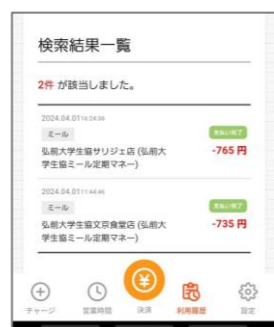 検索結果一覧
2件 が該当しました。
2024.04.01 16:24:36
ミール
支払い完了
弘前大学生協サリジェ店 (弘前大
学生協ミール定期マネー)
-765 円
2024.04.01 11:44:46
ミール
支払い完了
弘前大学生協文京食堂店 (弘前大
学生協ミール定期マネー)
-735 円
チャージ
営業時間
決済
利用履歴
設定